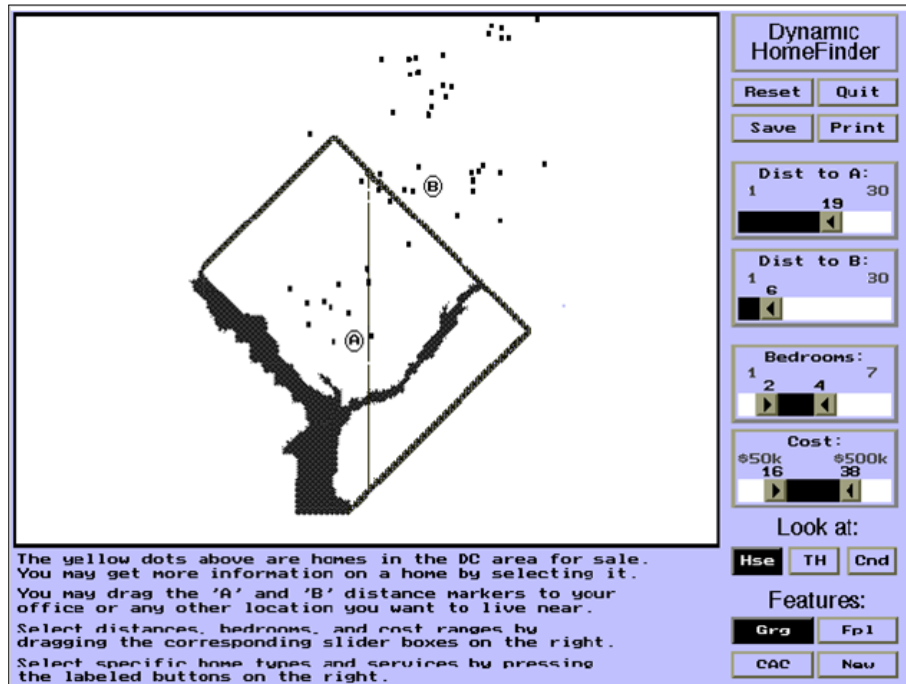 Dynamic
HomeFinder
Reset Quit
Save Print
Dist to A:
1 30
19
Dist to B:
1 30
6
Bedrooms:
1 7
2 4
Cost:
$50k $500k
16 38
Look at:
Hse TH Cnd
Features:
Grg Fpl
CAC New
B
A
The yellow dots above are homes in the DC area for sale.
You may get more information on a home by selecting it.
You may drag the 'A' and 'B' distance markers to your
office or any other location you want to live near.
Select distances, bedrooms, and cost ranges by
dragging the corresponding slider boxes on the right.
Select specific home types and services by pressing
the labeled buttons on the right.